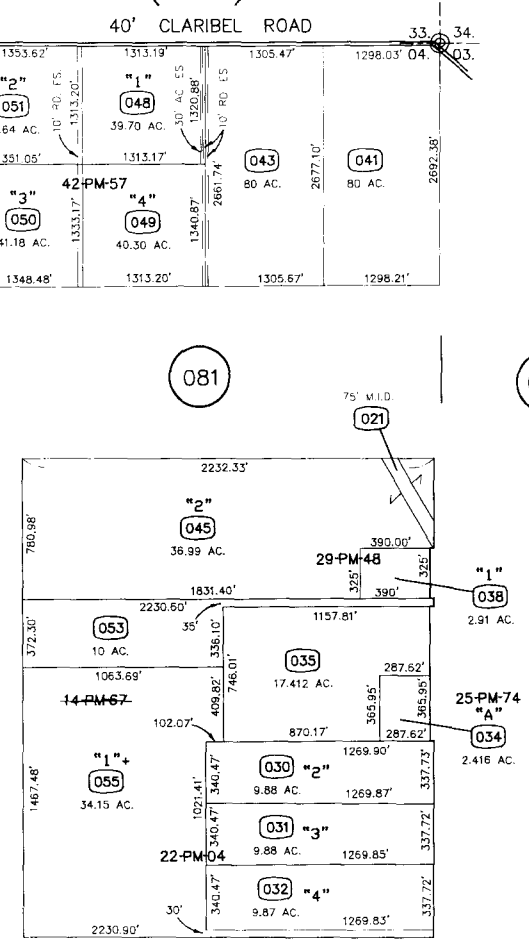 40' CLARIBEL ROAD
33. 34.
04. 03.
1353.62' 1313.19' 1305.47' 1298.03'
"2"
051
.64 AC.
351.05'
10' RD. ES.
1313.20'
"1"
048
39.70 AC.
1313.17'
30' AC ES
1320.88'
10' RD ES
42-PM-57
043
80 AC.
2661.74'
2677.10'
041
80 AC.
2692.38'
"3"
050
41.18 AC.
1333.17'
"4"
049
40.30 AC.
1340.87'
1348.48' 1313.20' 1305.67' 1298.21'
081
75' M.I.D.
021
2232.33'
780.98'
"2"
045
36.99 AC.
390.00'
29-PM-48
325'
325'
390'
"1"
038
2.91 AC.
1831.40'
2230.60'
35'
372.30'
053
10 AC.
336.10'
1157.81'
746.01'
035
17.412 AC.
287.62'
365.95'
365.95'
287.62'
25-PM-74
"A"
034
2.416 AC.
1063.69'
409.82'
14-PM-67
870.17'
102.07'
1269.90'
"1"+
055
34.15 AC.
1467.48'
1021.41'
340.47'
030 "2"
9.88 AC.
337.73'
1269.87'
340.47'
031 "3"
9.88 AC.
337.72'
1269.85'
22-PM-04
340.47'
032 "4"
9.87 AC.
337.72'
30'
1269.83'
2230.90'